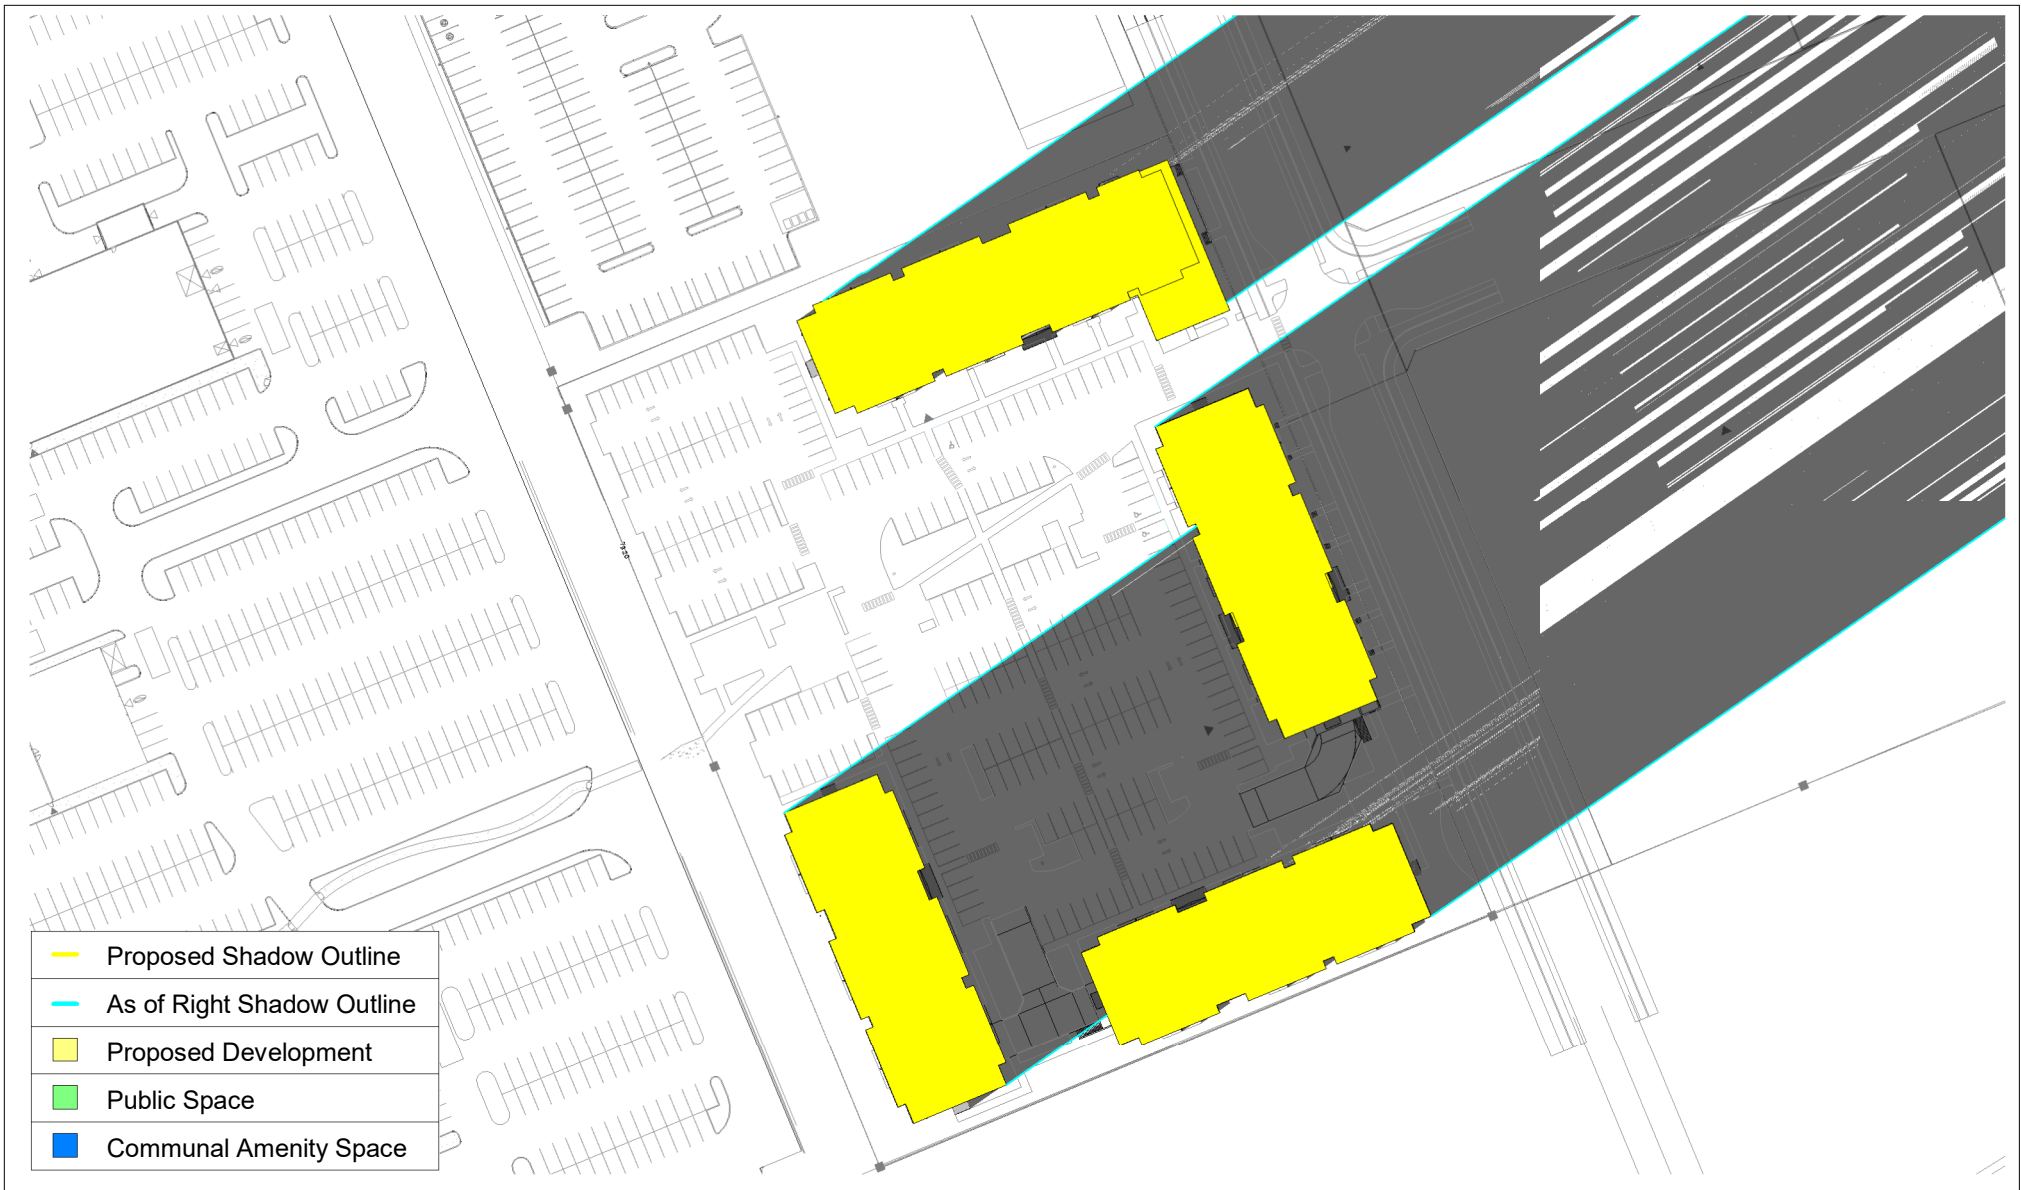 Proposed Shadow Outline
As of Right Shadow Outline
Proposed Development
Public Space
Communal Amenity Space